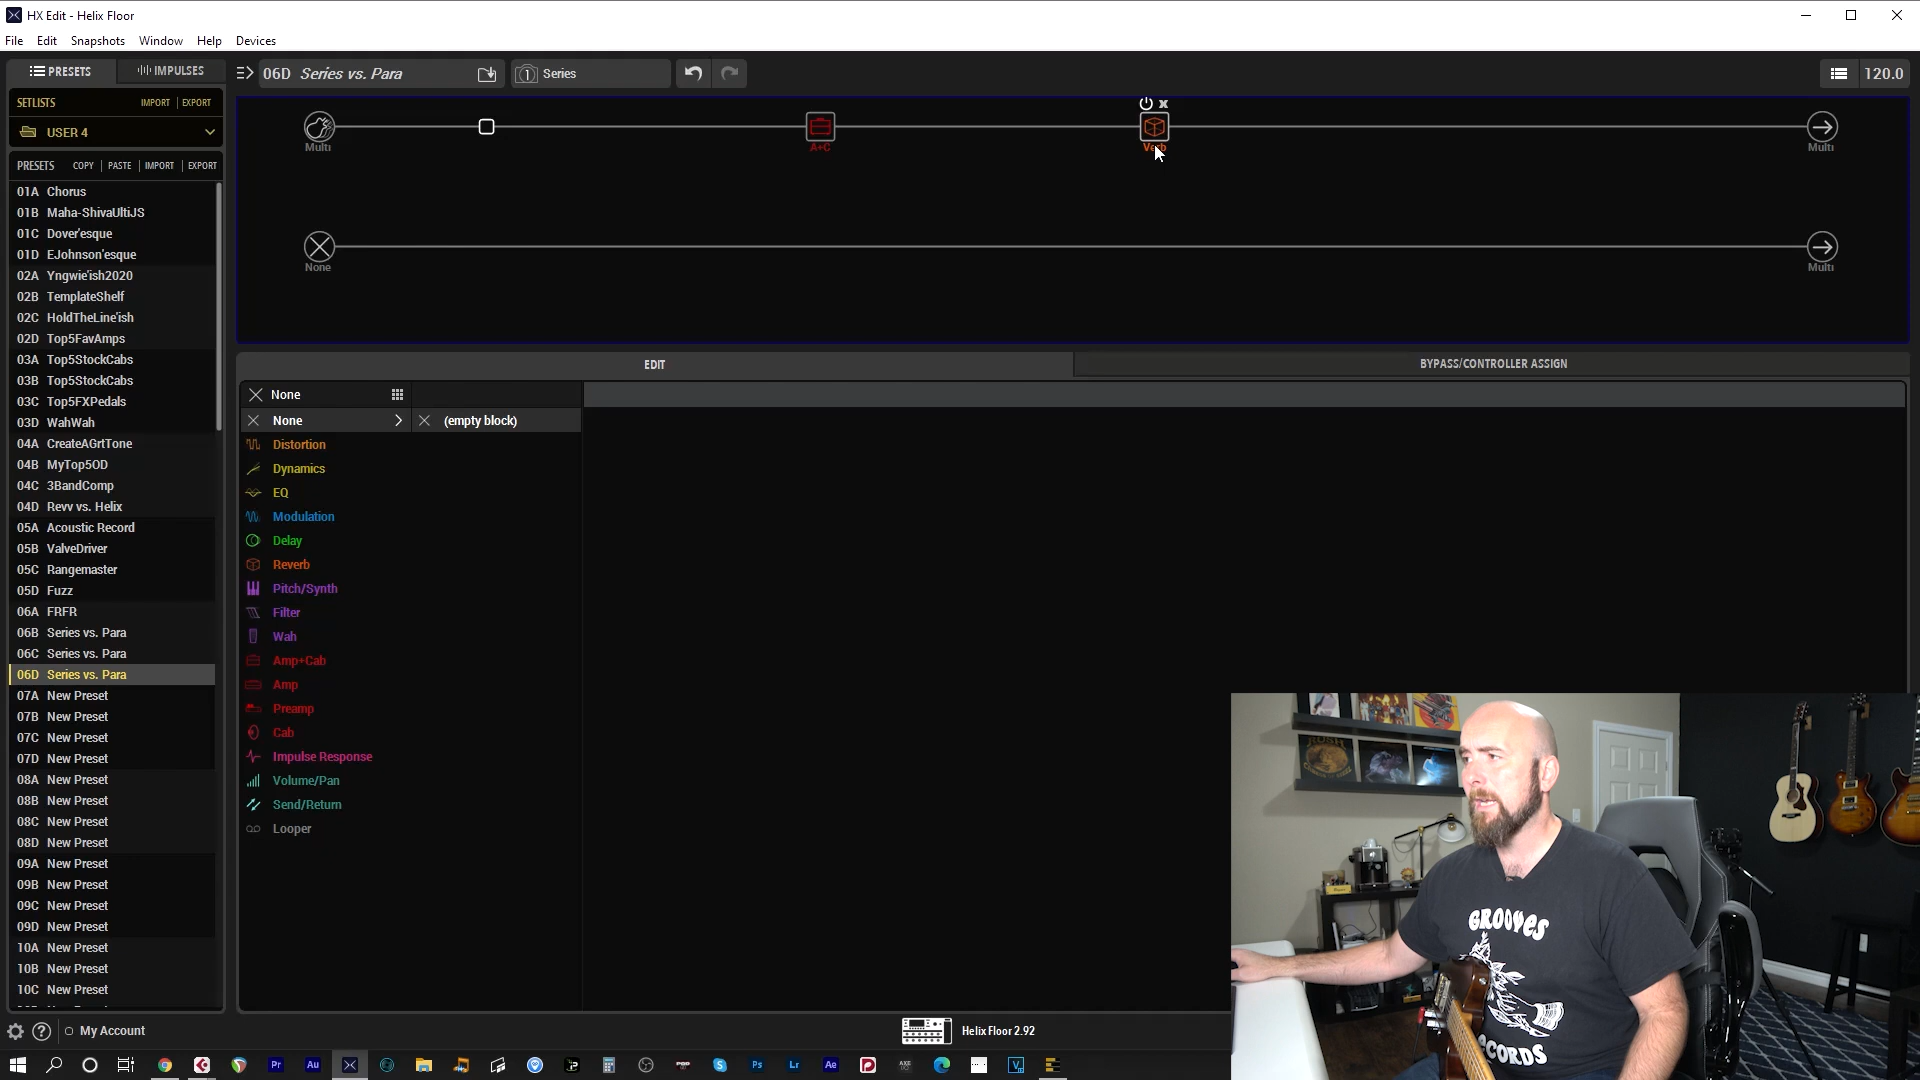 HX Edit - Helix Floor
File Edit Snapshots Window Help Devices
PRESETS IMPULSES
06D Series vs. Para
1 Series
120.0
SETLISTS IMPORT EXPORT
USER 4
PRESETS COPY PASTE IMPORT EXPORT
01A Chorus
01B Maha-ShivaUltiJS
01C Dover'esque
01D EJohnson'esque
02A Yngwie'ish2020
02B TemplateShelf
02C HoldTheLine'ish
02D Top5FavAmps
03A Top5StockCabs
03B Top5StockCabs
03C Top5FXPedals
03D WahWah
04A CreateAGrtTone
04B MyTop5OD
04C 3BandComp
04D Revv vs. Helix
05A Acoustic Record
05B ValveDriver
05C Rangemaster
05D Fuzz
06A FRFR
06B Series vs. Para
06C Series vs. Para
06D Series vs. Para
07A New Preset
07B New Preset
07C New Preset
07D New Preset
08A New Preset
08B New Preset
08C New Preset
08D New Preset
09A New Preset
09B New Preset
09C New Preset
09D New Preset
10A New Preset
10B New Preset
10C New Preset
Multi
A+C
Verb
Multi
None
Multi
EDIT
BYPASS/CONTROLLER ASSIGN
None
None
(empty block)
Distortion
Dynamics
EQ
Modulation
Delay
Reverb
Pitch/Synth
Filter
Wah
Amp+Cab
Amp
Preamp
Cab
Impulse Response
Volume/Pan
Send/Return
Looper
My Account
Helix Floor 2.92
RUSH
GROOVES
Pr
Au
Ps
Lr
Ae